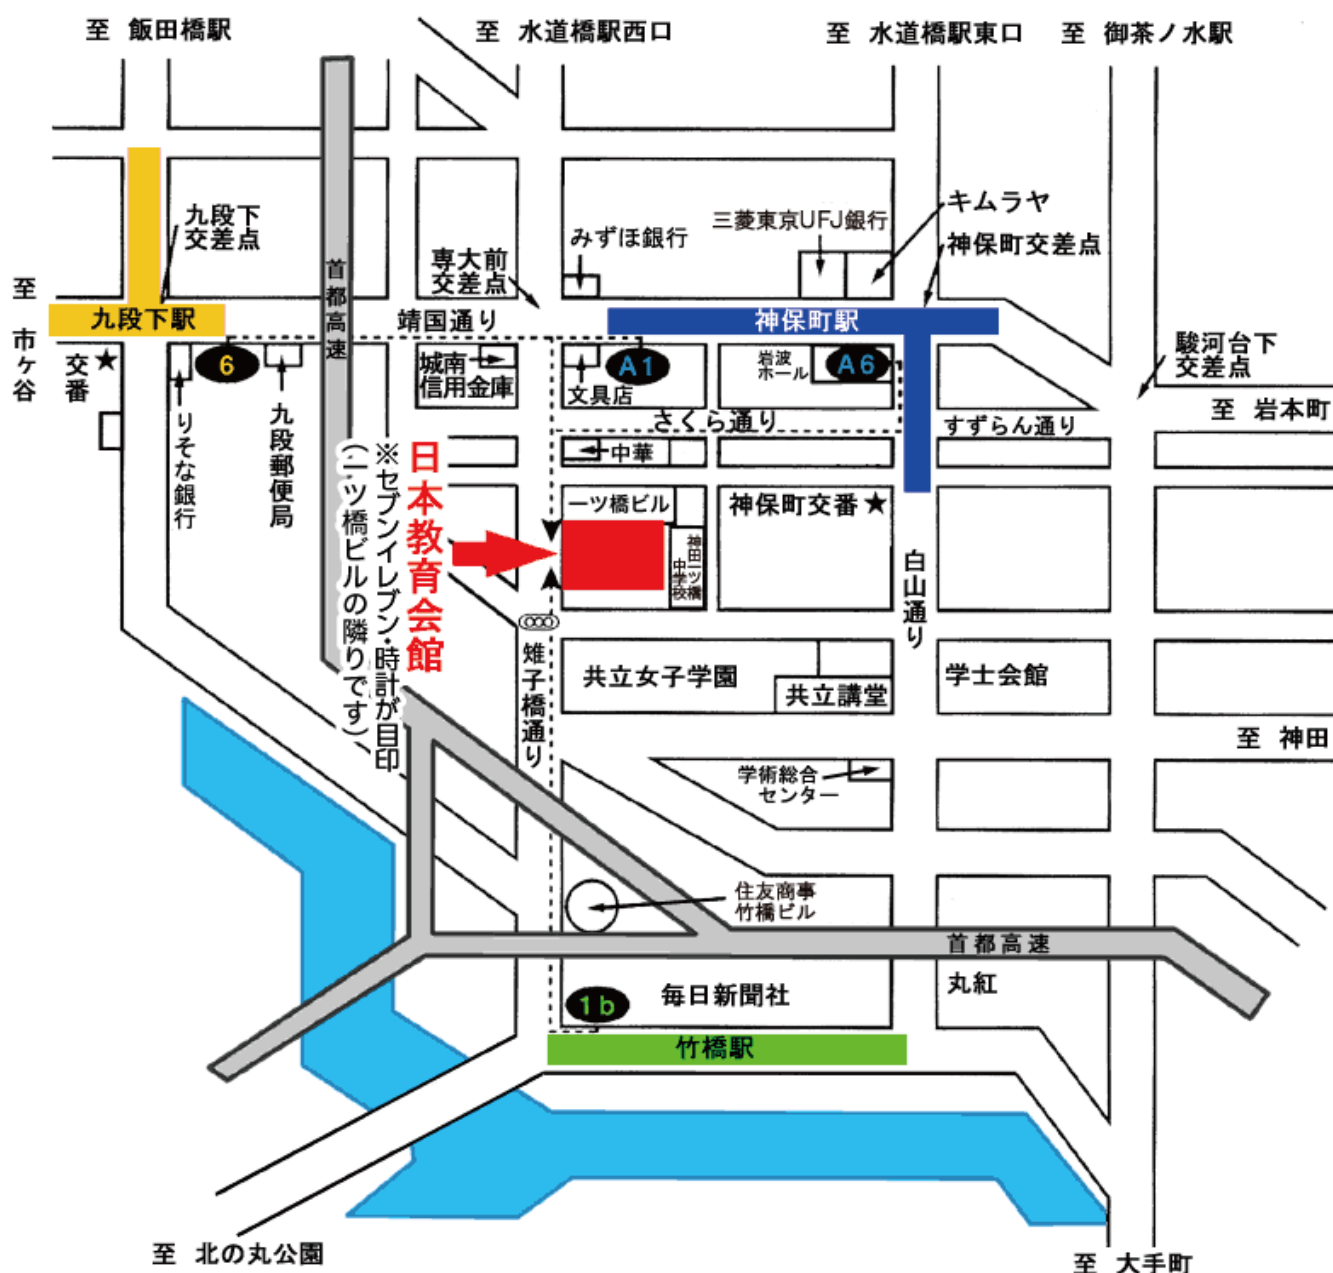 至 飯田橋駅
至 水道橋駅西口
至 水道橋駅東口
至 御茶ノ水駅
九段下
交差点
首都高速
専大前
交差点
みずほ銀行
三菱東京UFJ銀行
キムラヤ
神保町交差点
至 市ヶ谷
九段下駅
靖国通り
神保町駅
交番★
りそな銀行
6
九段郵便局
城南
信用金庫
文具店
A1
岩波
ホール
A6
駿河台下
交差点
至 岩本町
さくら通り
すずらん通り
中華
日本教育会館
※セブンイレブン・時計が目印
(一ツ橋ビルの隣りです)
一ツ橋ビル
神田一ツ橋
中学校
神保町交番★
白山通り
雉子橋通り
共立女子学園
共立講堂
学士会館
至 神田
学術総合
センター
住友商事
竹橋ビル
首都高速
丸紅
1b
毎日新聞社
竹橋駅
至 北の丸公園
至 大手町